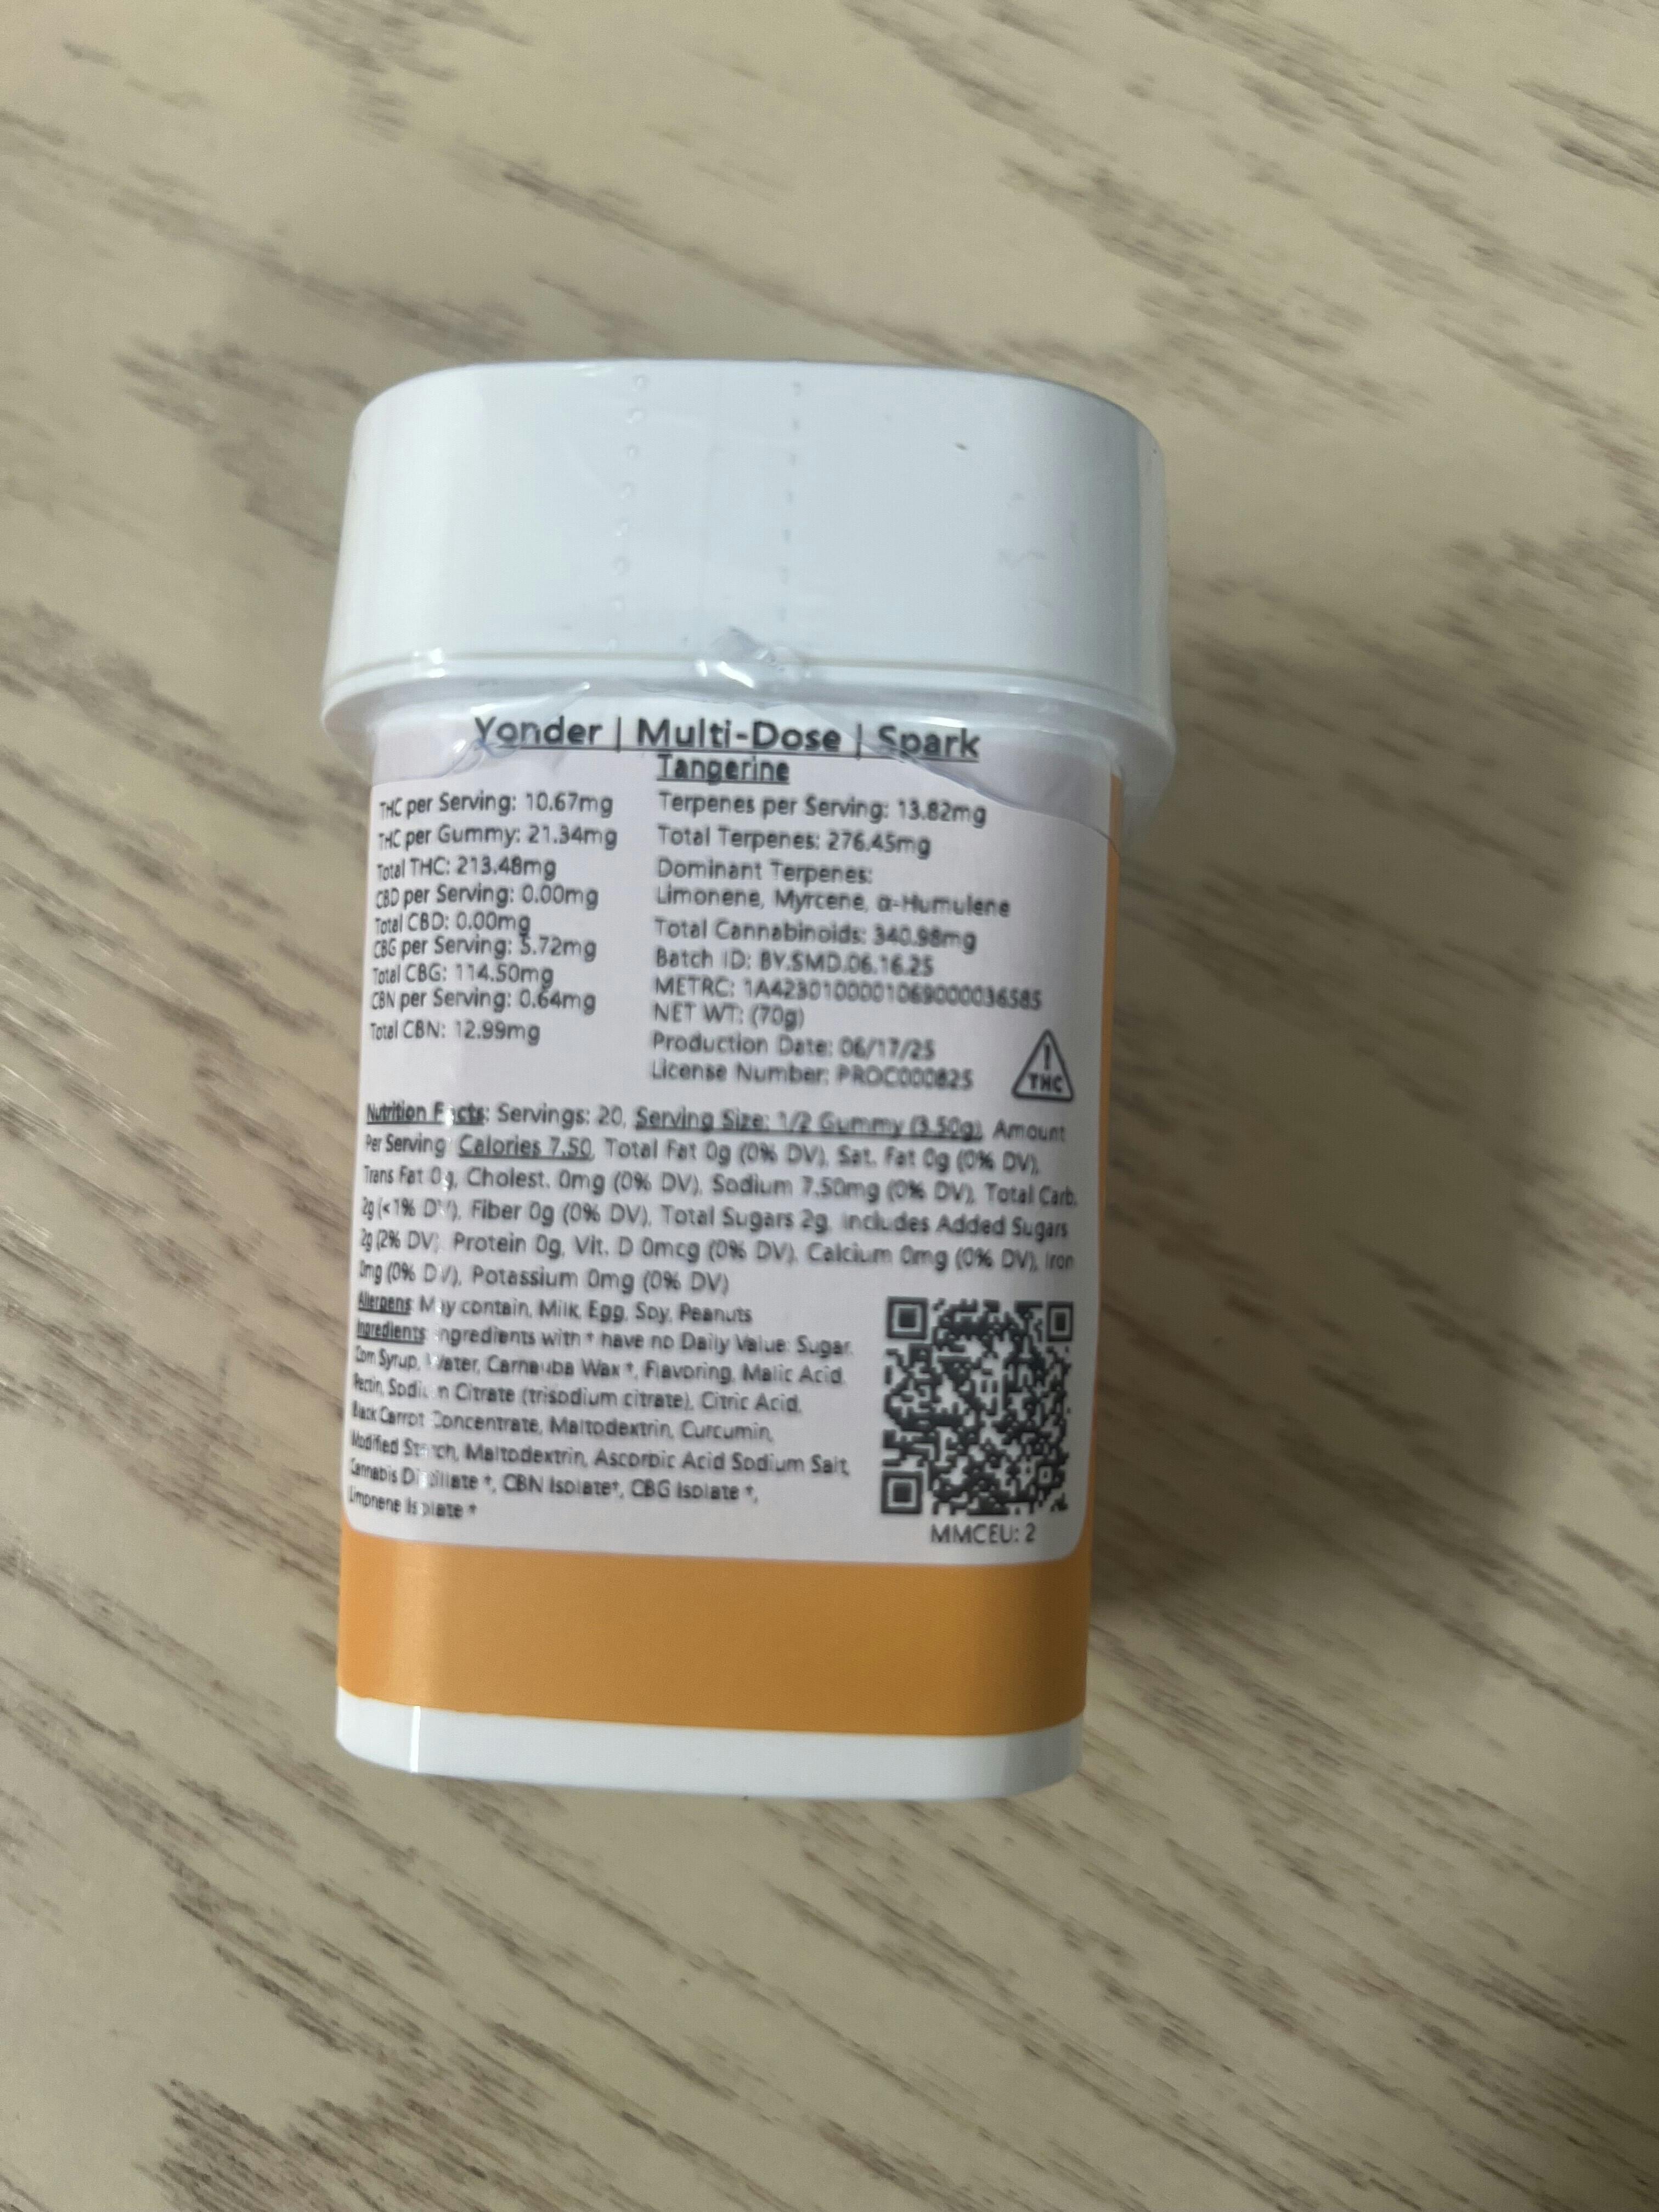 Yonder | Multi-Dose | Spark
Tangerine
THC per Serving: 10.67mg
THC per Gummy: 21.34mg
Total THC: 213.48mg
CBD per Serving: 0.00mg
Total CBD: 0.00mg
CBG per Serving: 5.72mg
Total CBG: 114.50mg
CBN per Serving: 0.64mg
Total CBN: 12.99mg
Terpenes per Serving: 13.82mg
Total Terpenes: 276.45mg
Dominant Terpenes:
Limonene, Myrcene, α-Humulene
Total Cannabinoids: 340.98mg
Batch ID: BY.SMD.06.16.25
METRC: 1A4230100001069000036585
NET WT: (70g)
Production Date: 06/17/25
License Number: PROC000825
THC
Nutrition Facts: Servings: 20, Serving Size: 1/2 Gummy (3.50g), Amount
Per Serving: Calories 7.50, Total Fat 0g (0% DV), Sat. Fat 0g (0% DV),
Trans Fat 0g, Cholest. 0mg (0% DV), Sodium 7.50mg (0% DV), Total Carb.
2g (<1% DV), Fiber 0g (0% DV), Total Sugars 2g, Includes Added Sugars
2g (2% DV), Protein 0g, Vit. D 0mcg (0% DV), Calcium 0mg (0% DV), Iron
0mg (0% DV), Potassium 0mg (0% DV)
Allergens: May contain, Milk, Egg, Soy, Peanuts
Ingredients: Ingredients with † have no Daily Value: Sugar,
Corn Syrup, Water, Carnauba Wax †, Flavoring, Malic Acid,
Pectin, Sodium Citrate (trisodium citrate), Citric Acid,
Black Carrot Concentrate, Maltodextrin, Curcumin,
Modified Starch, Maltodextrin, Ascorbic Acid Sodium Salt,
Cannabis Distillate †, CBN Isolate†, CBG Isolate †,
Limonene Isolate †
MMCEU: 2